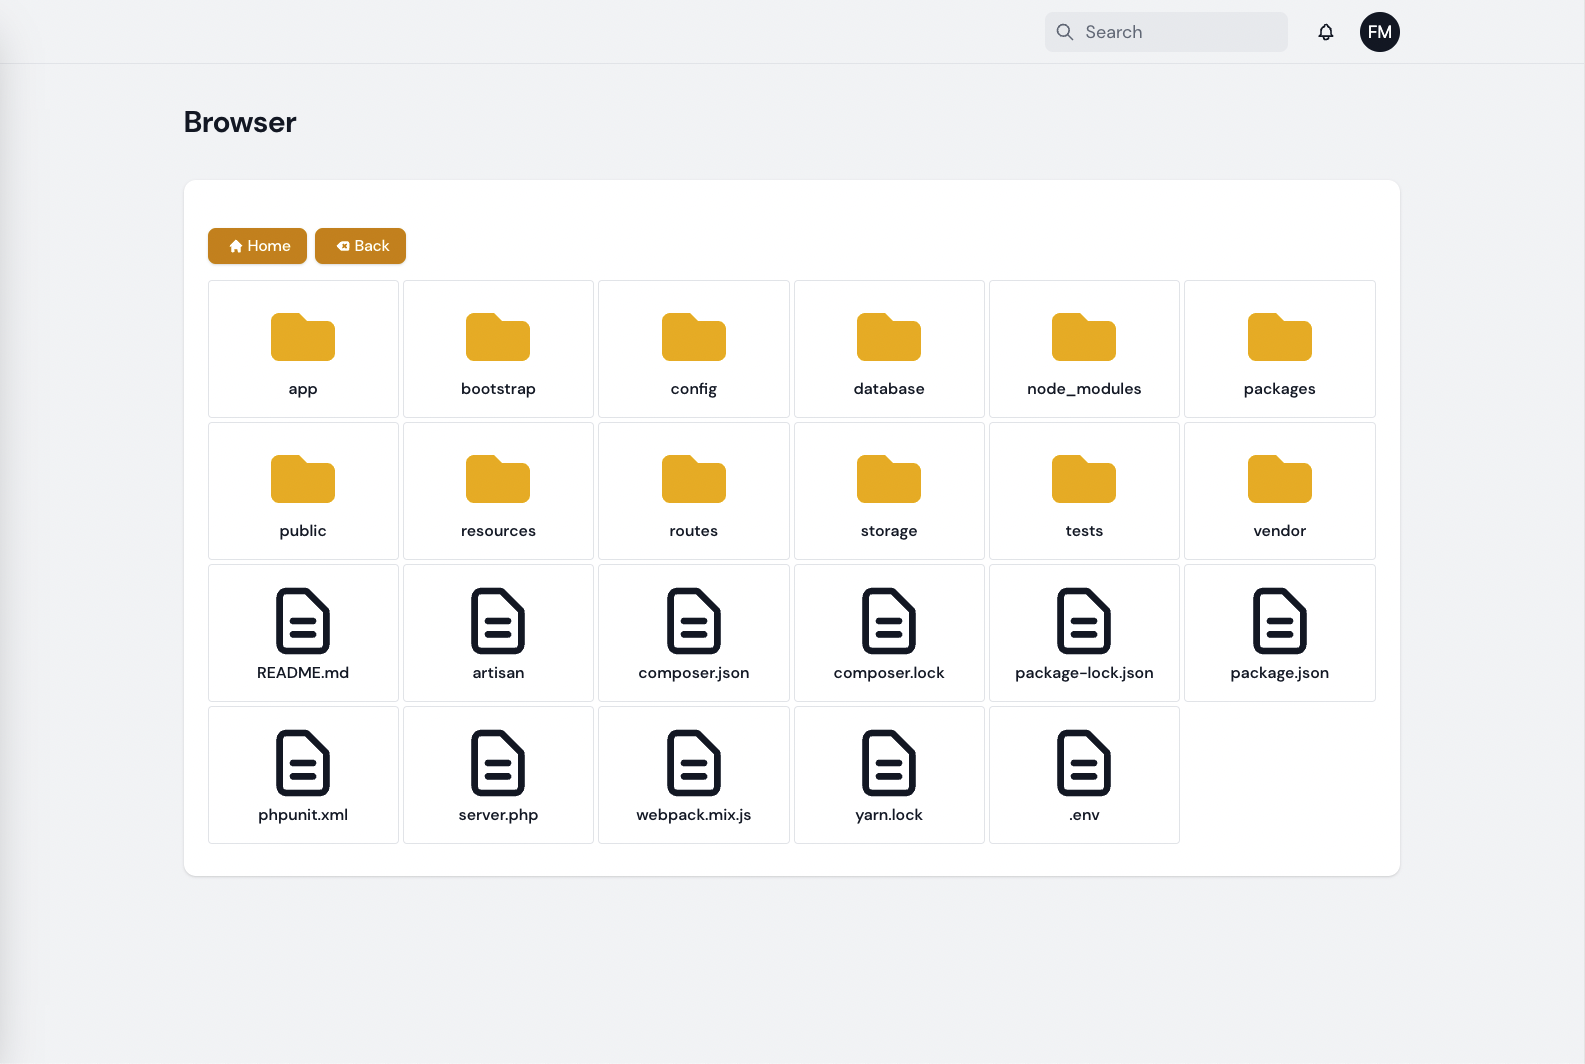 Search
FM
Browser
Home Back
app bootstrap config database node_modules packages
public resources routes storage tests vendor
README.md artisan composer.json composer.lock package-lock.json package.json
phpunit.xml server.php webpack.mix.js yarn.lock .env